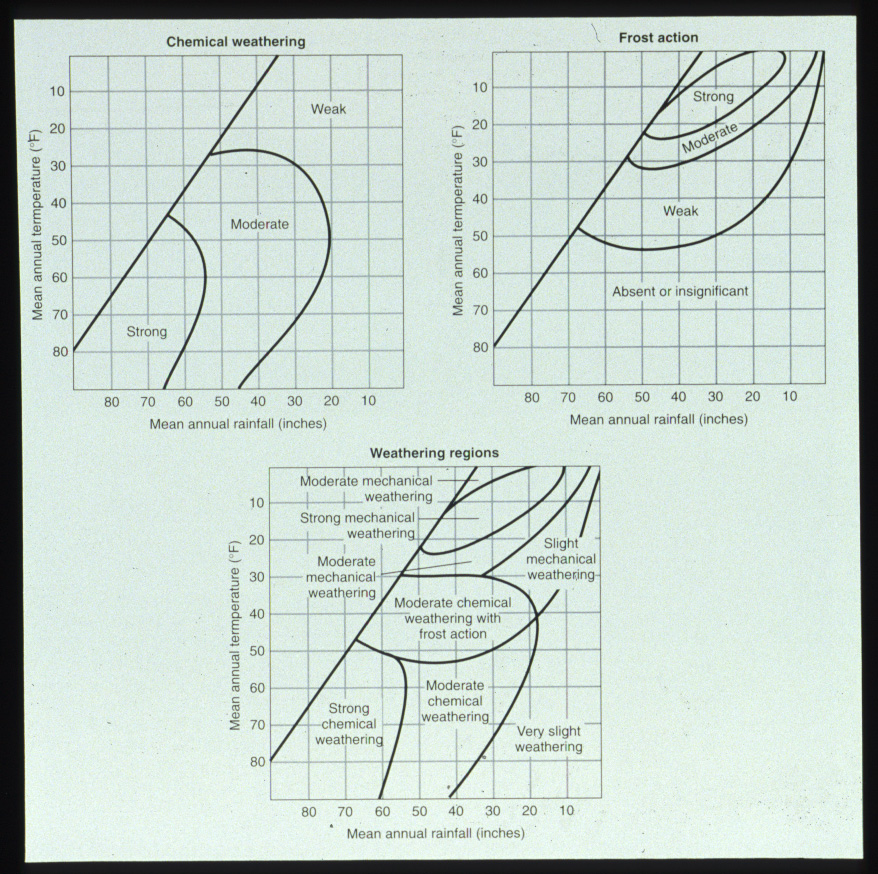 Chemical weathering
10
20
30
40
50
60
70
80
Mean annual termperature (°F)
Weak
Moderate
Strong
80 70 60 50 40 30 20 10
Mean annual rainfall (inches)
Frost action
10
20
30
40
50
60
70
80
Mean annual termperature (°F)
Strong
Moderate
Weak
Absent or insignificant
80 70 60 50 40 30 20 10
Mean annual rainfall (inches)
Weathering regions
10
20
30
40
50
60
70
80
Mean annual termperature (°F)
Moderate mechanical
weathering
Strong mechanical
weathering
Moderate
mechanical
weathering
Slight
mechanical
weathering
Moderate chemical
weathering with
frost action
Strong
chemical
weathering
Moderate
chemical
weathering
Very slight
weathering
80 70 60 50 40 30 20 10
Mean annual rainfall (inches)